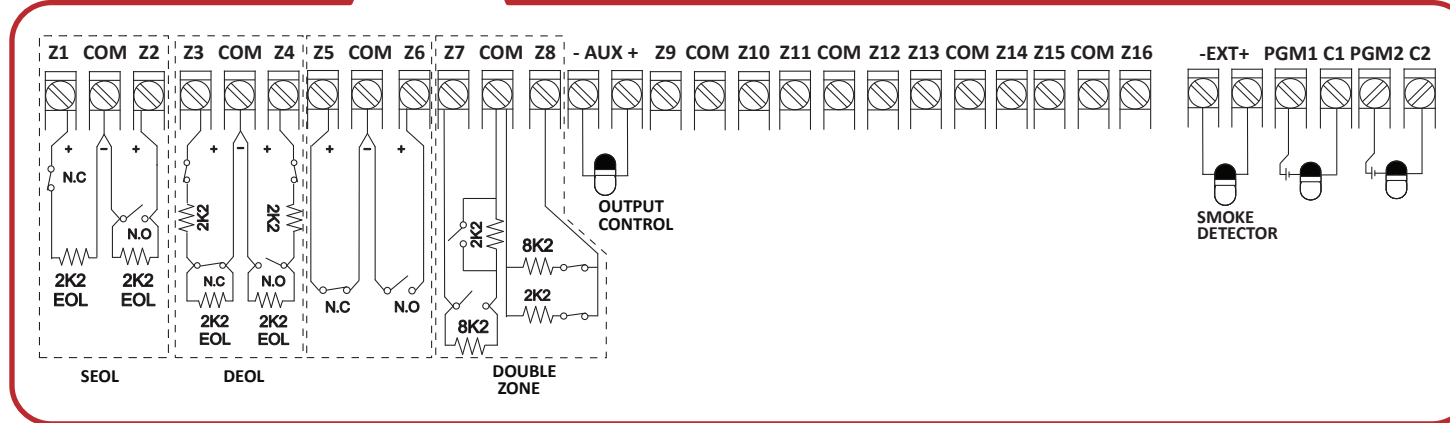 Z1 COM Z2 Z3 COM Z4 Z5 COM Z6 Z7 COM Z8 - AUX + Z9 COM Z10 Z11 COM Z12 Z13 COM Z14 Z15 COM Z16 -EXT+ PGM1 C1 PGM2 C2
+ - + + - + + - +
N.C
N.O
2K2
EOL
2K2
EOL
SEOL
2K2
2K2
N.C
N.O
2K2
EOL
2K2
EOL
DEOL
N.C
N.O
2K2
8K2
8K2
2K2
DOUBLE
ZONE
OUTPUT
CONTROL
SMOKE
DETECTOR